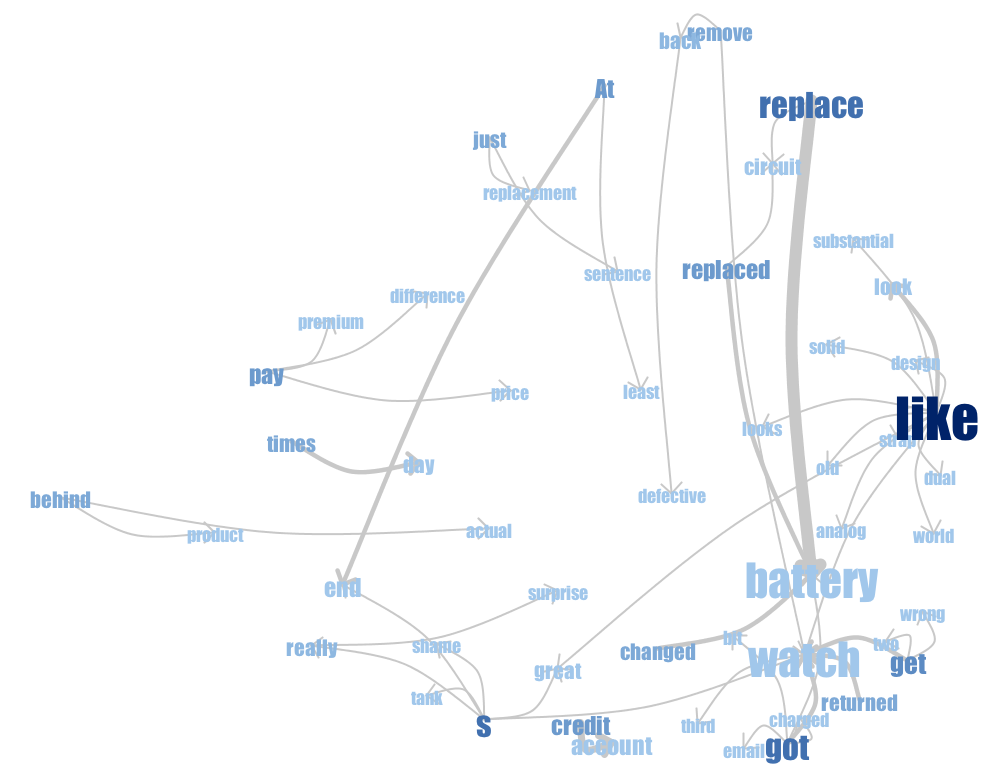 remove
back
At
replace
just
circuit
replacement
substantial
replaced
sentence
look
difference
premium
solid
design
pay
price
least
like
looks
strap
times
day
old
dual
defective
behind
product
actual
analog
world
end
battery
surprise
wrong
bit
two
really
shame
changed
watch
get
great
tank
returned
S
credit
third
charged
account
email
got